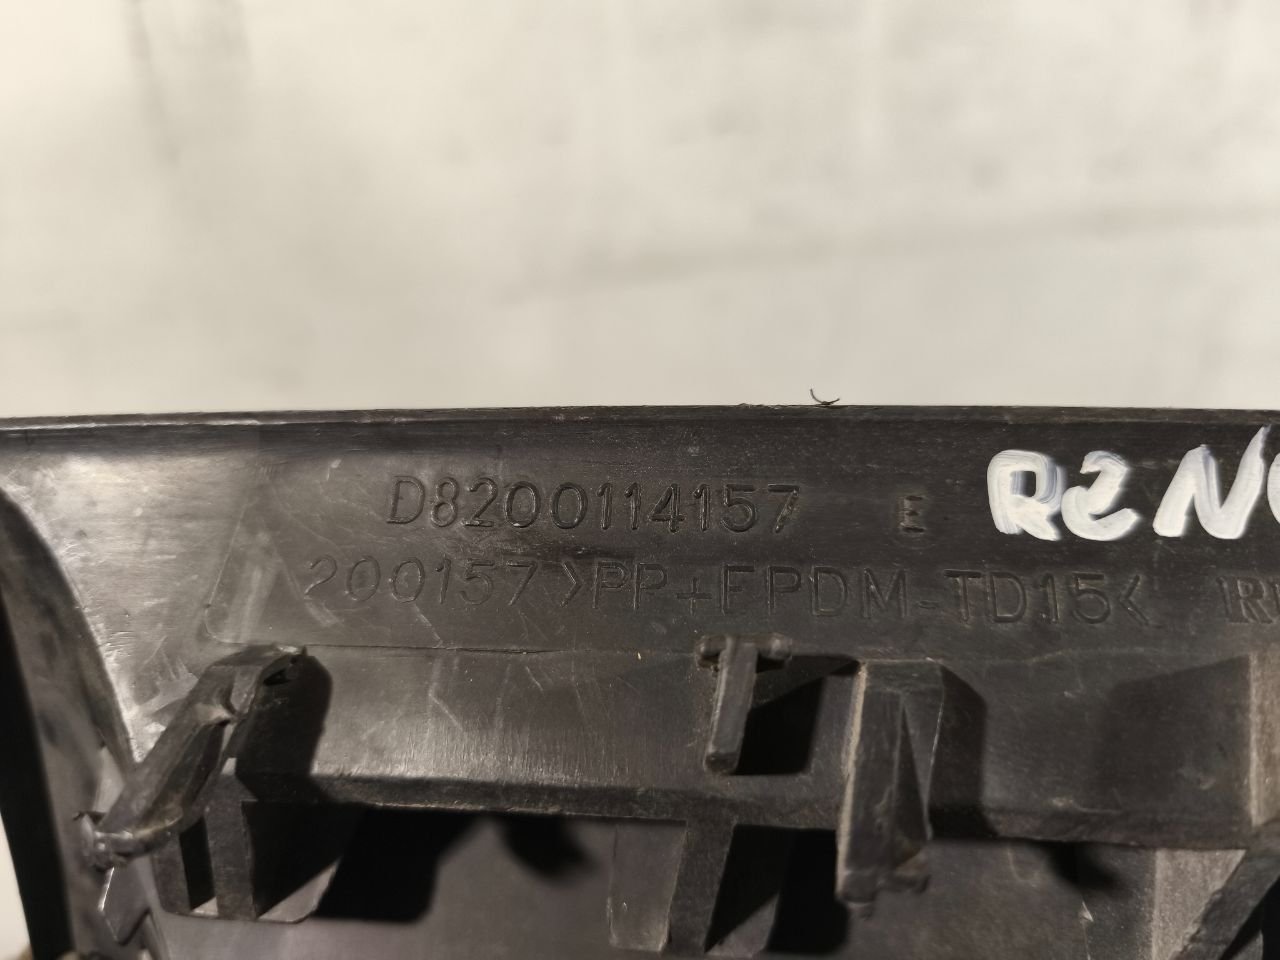 D8200114157 E RENO
200157 >PP+EPDM-TD15<